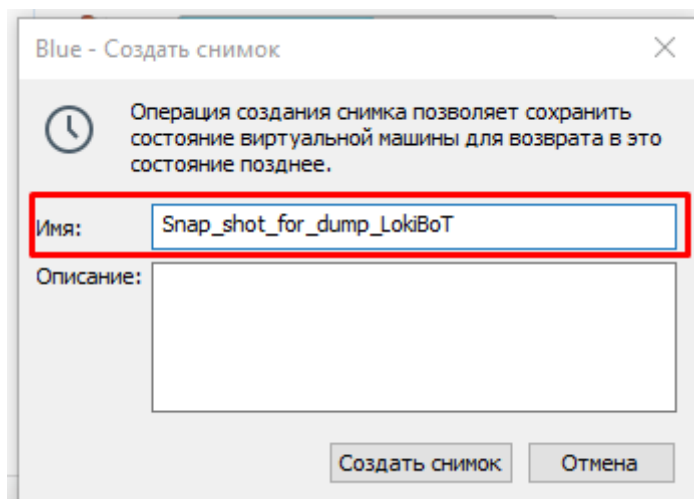 Blue - Создать снимок
Операция создания снимка позволяет сохранить
состояние виртуальной машины для возврата в это
состояние позднее.
Имя: Snap_shot_for_dump_LokiBoT
Описание:
Создать снимок Отмена